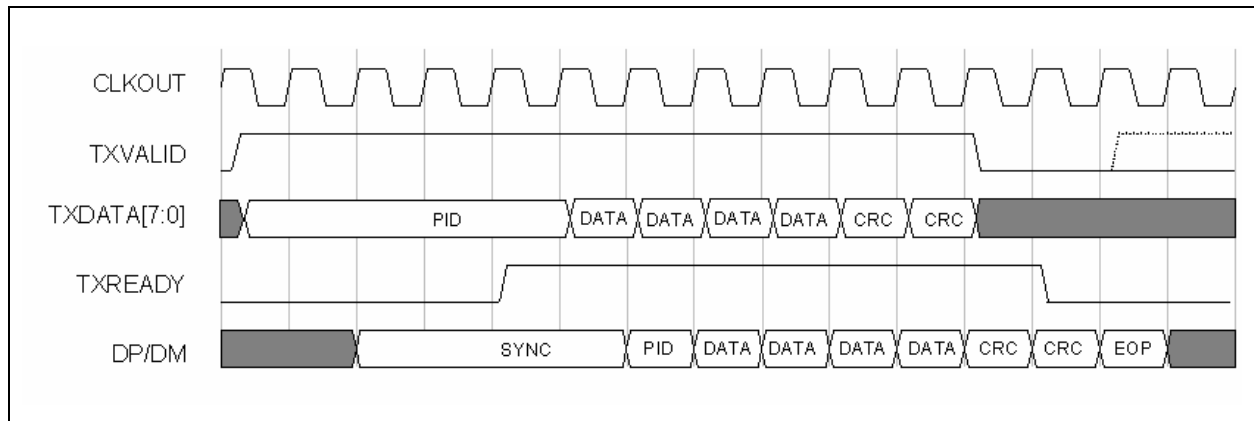 CLKOUT
TXVALID
TXDATA[7:0] PID DATA DATA DATA DATA CRC CRC
TXREADY
DP/DM SYNC PID DATA DATA DATA DATA CRC CRC EOP